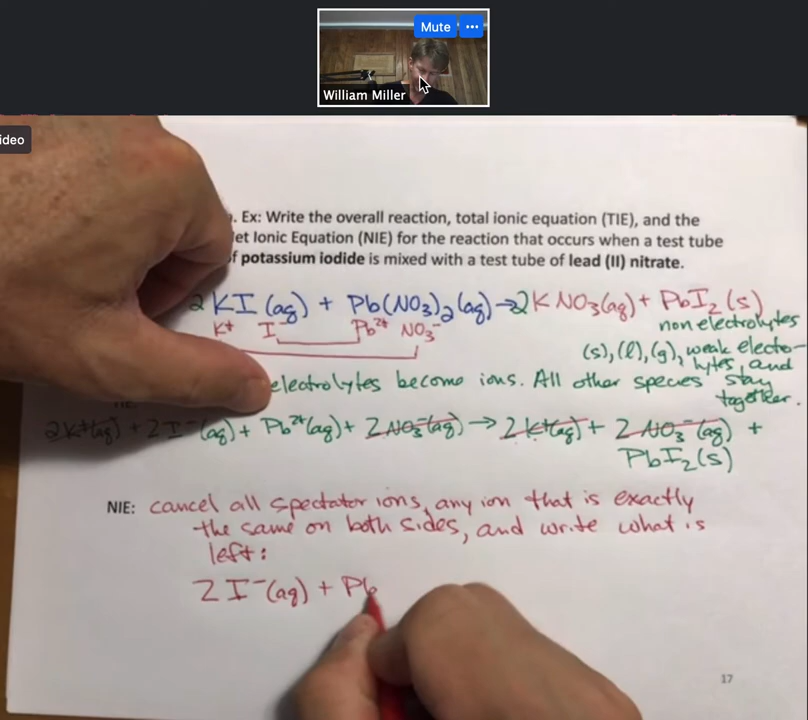 Mute ...
William Miller
ideo
. Ex: Write the overall reaction, total ionic equation (TIE), and the
et Ionic Equation (NIE) for the reaction that occurs when a test tube
f potassium iodide is mixed with a test tube of lead (II) nitrate.
2KI(aq) + Pb(NO₃)₂(aq) → 2KNO₃(aq) + PbI₂(s)
K⁺ I⁻ Pb²⁺ NO₃⁻
non electrolytes
(s), (l), (g), weak electro-
lytes, and
electrolytes become ions. All other species stay
together.
2K⁺(aq) + 2I⁻(aq) + Pb²⁺(aq) + 2NO₃⁻(aq) → 2K⁺(aq) + 2NO₃⁻(aq) +
PbI₂(s)
NIE: cancel all spectator ions, any ion that is exactly
the same on both sides, and write what is
left:
2I⁻(aq) + Pb
17